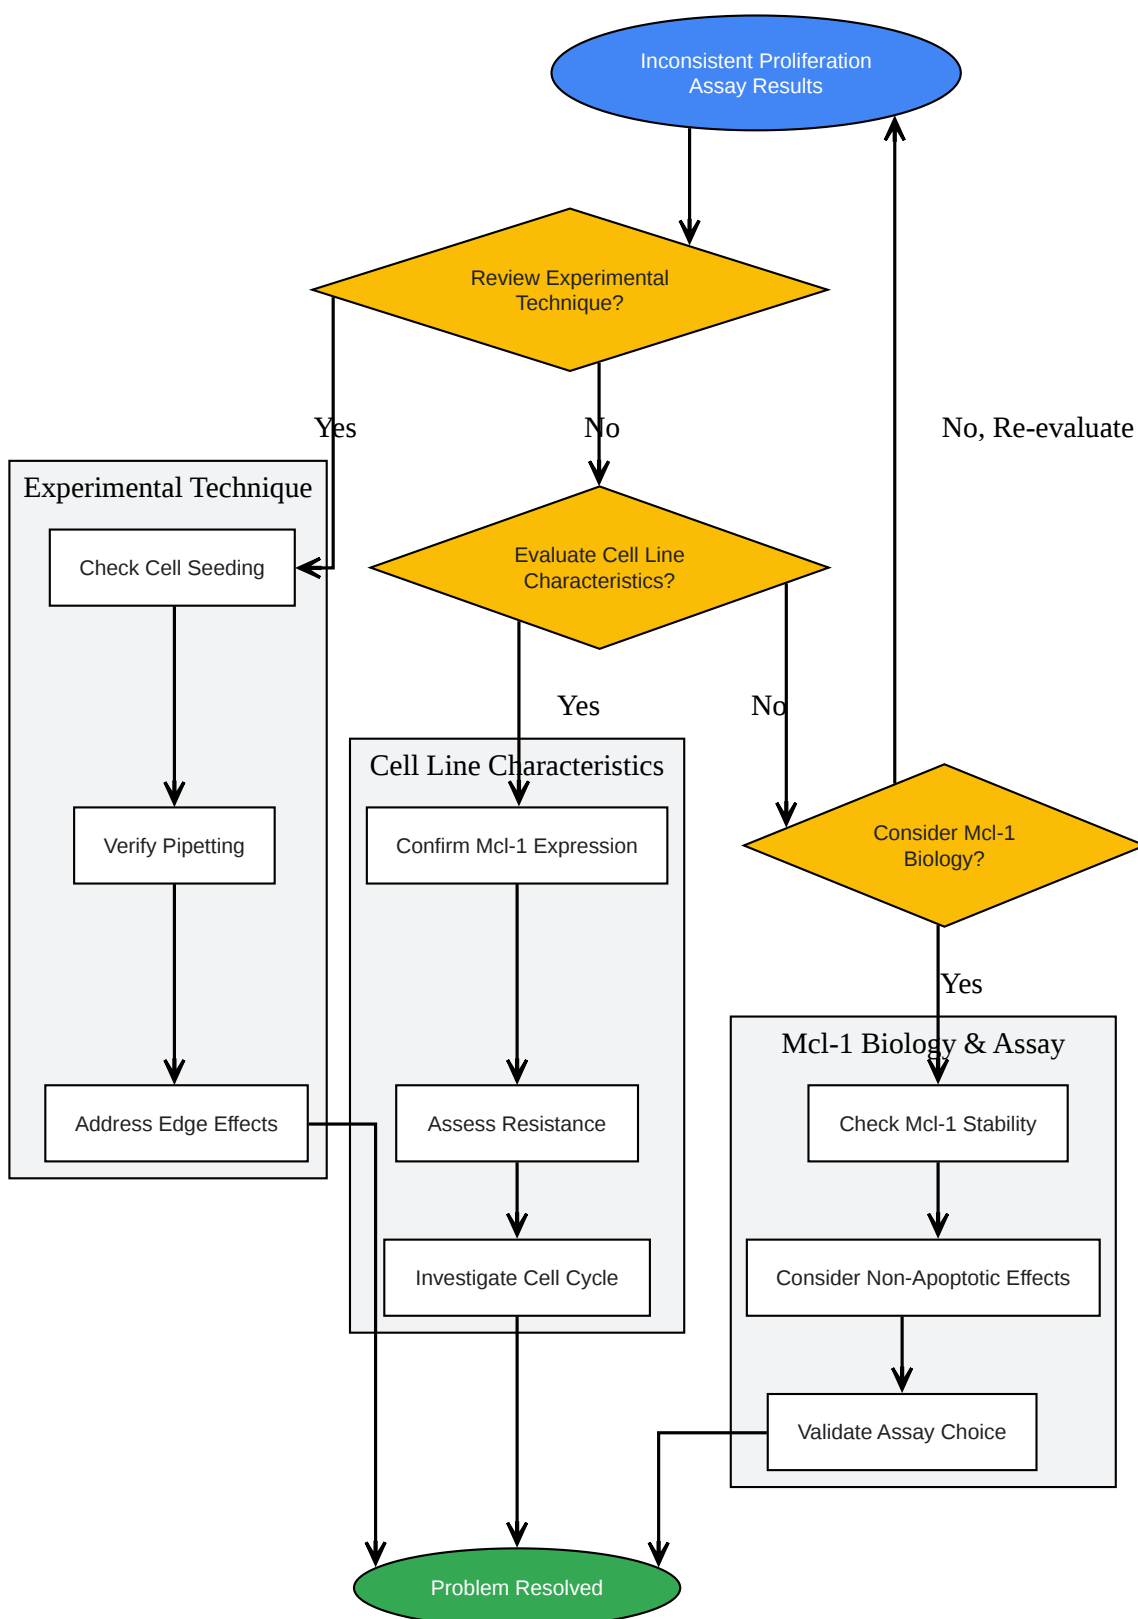 Inconsistent Proliferation
Assay Results
Review Experimental
Technique?
Yes
No
No, Re-evaluate
Experimental Technique
Check Cell Seeding
Evaluate Cell Line
Characteristics?
Yes
No
Cell Line Characteristics
Verify Pipetting
Confirm Mcl-1 Expression
Consider Mcl-1
Biology?
Yes
Mcl-1 Biology & Assay
Address Edge Effects
Assess Resistance
Check Mcl-1 Stability
Investigate Cell Cycle
Consider Non-Apoptotic Effects
Validate Assay Choice
Problem Resolved